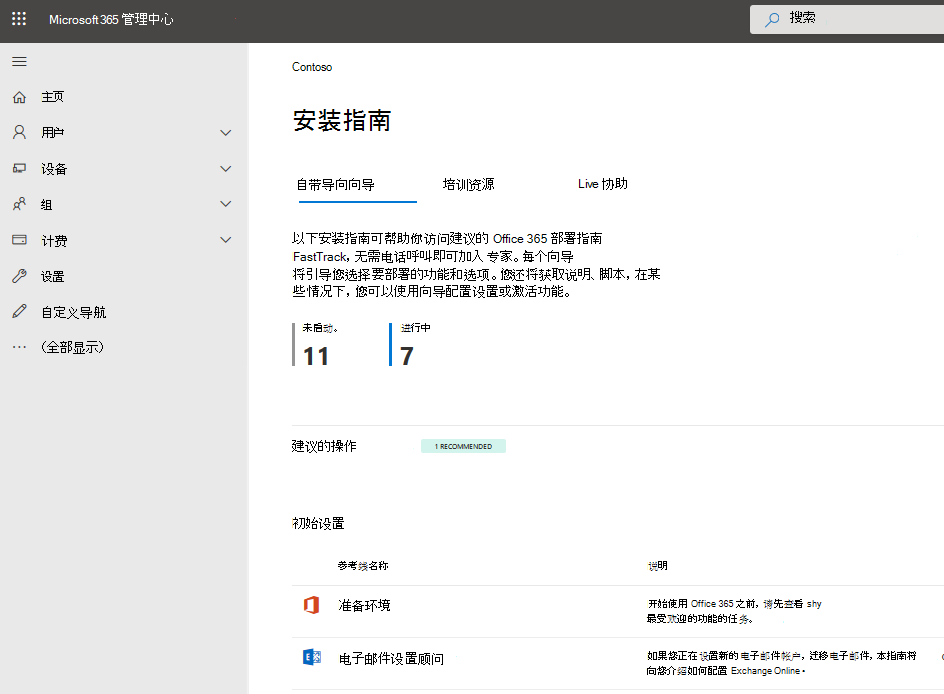 Microsoft365 管理中心
搜索
主页
用户
设备
组
计费
设置
自定义导航
(全部显示)
Contoso
安装指南
自带导向向导
培训资源
Live 协助
以下安装指南可帮助你访问建议的 Office 365 部署指南
FastTrack，无需电话呼叫即可加入 专家。每个向导
将引导您选择要部署的功能和选项。您还将获取说明、脚本，在某
些情况下，您可以使用向导配置设置或激活功能。
未启动。
进行中
11
7
建议的操作
1 RECOMMENDED
初始设置
参考线名称
说明
准备环境
开始使用 Office 365 之前，请先查看 shy
最受欢迎的功能的任务。
电子邮件设置顾问
如果您正在设置新的电子邮件帐户，迁移电子邮件，本指南将
向您介绍如何配置 Exchange Online·